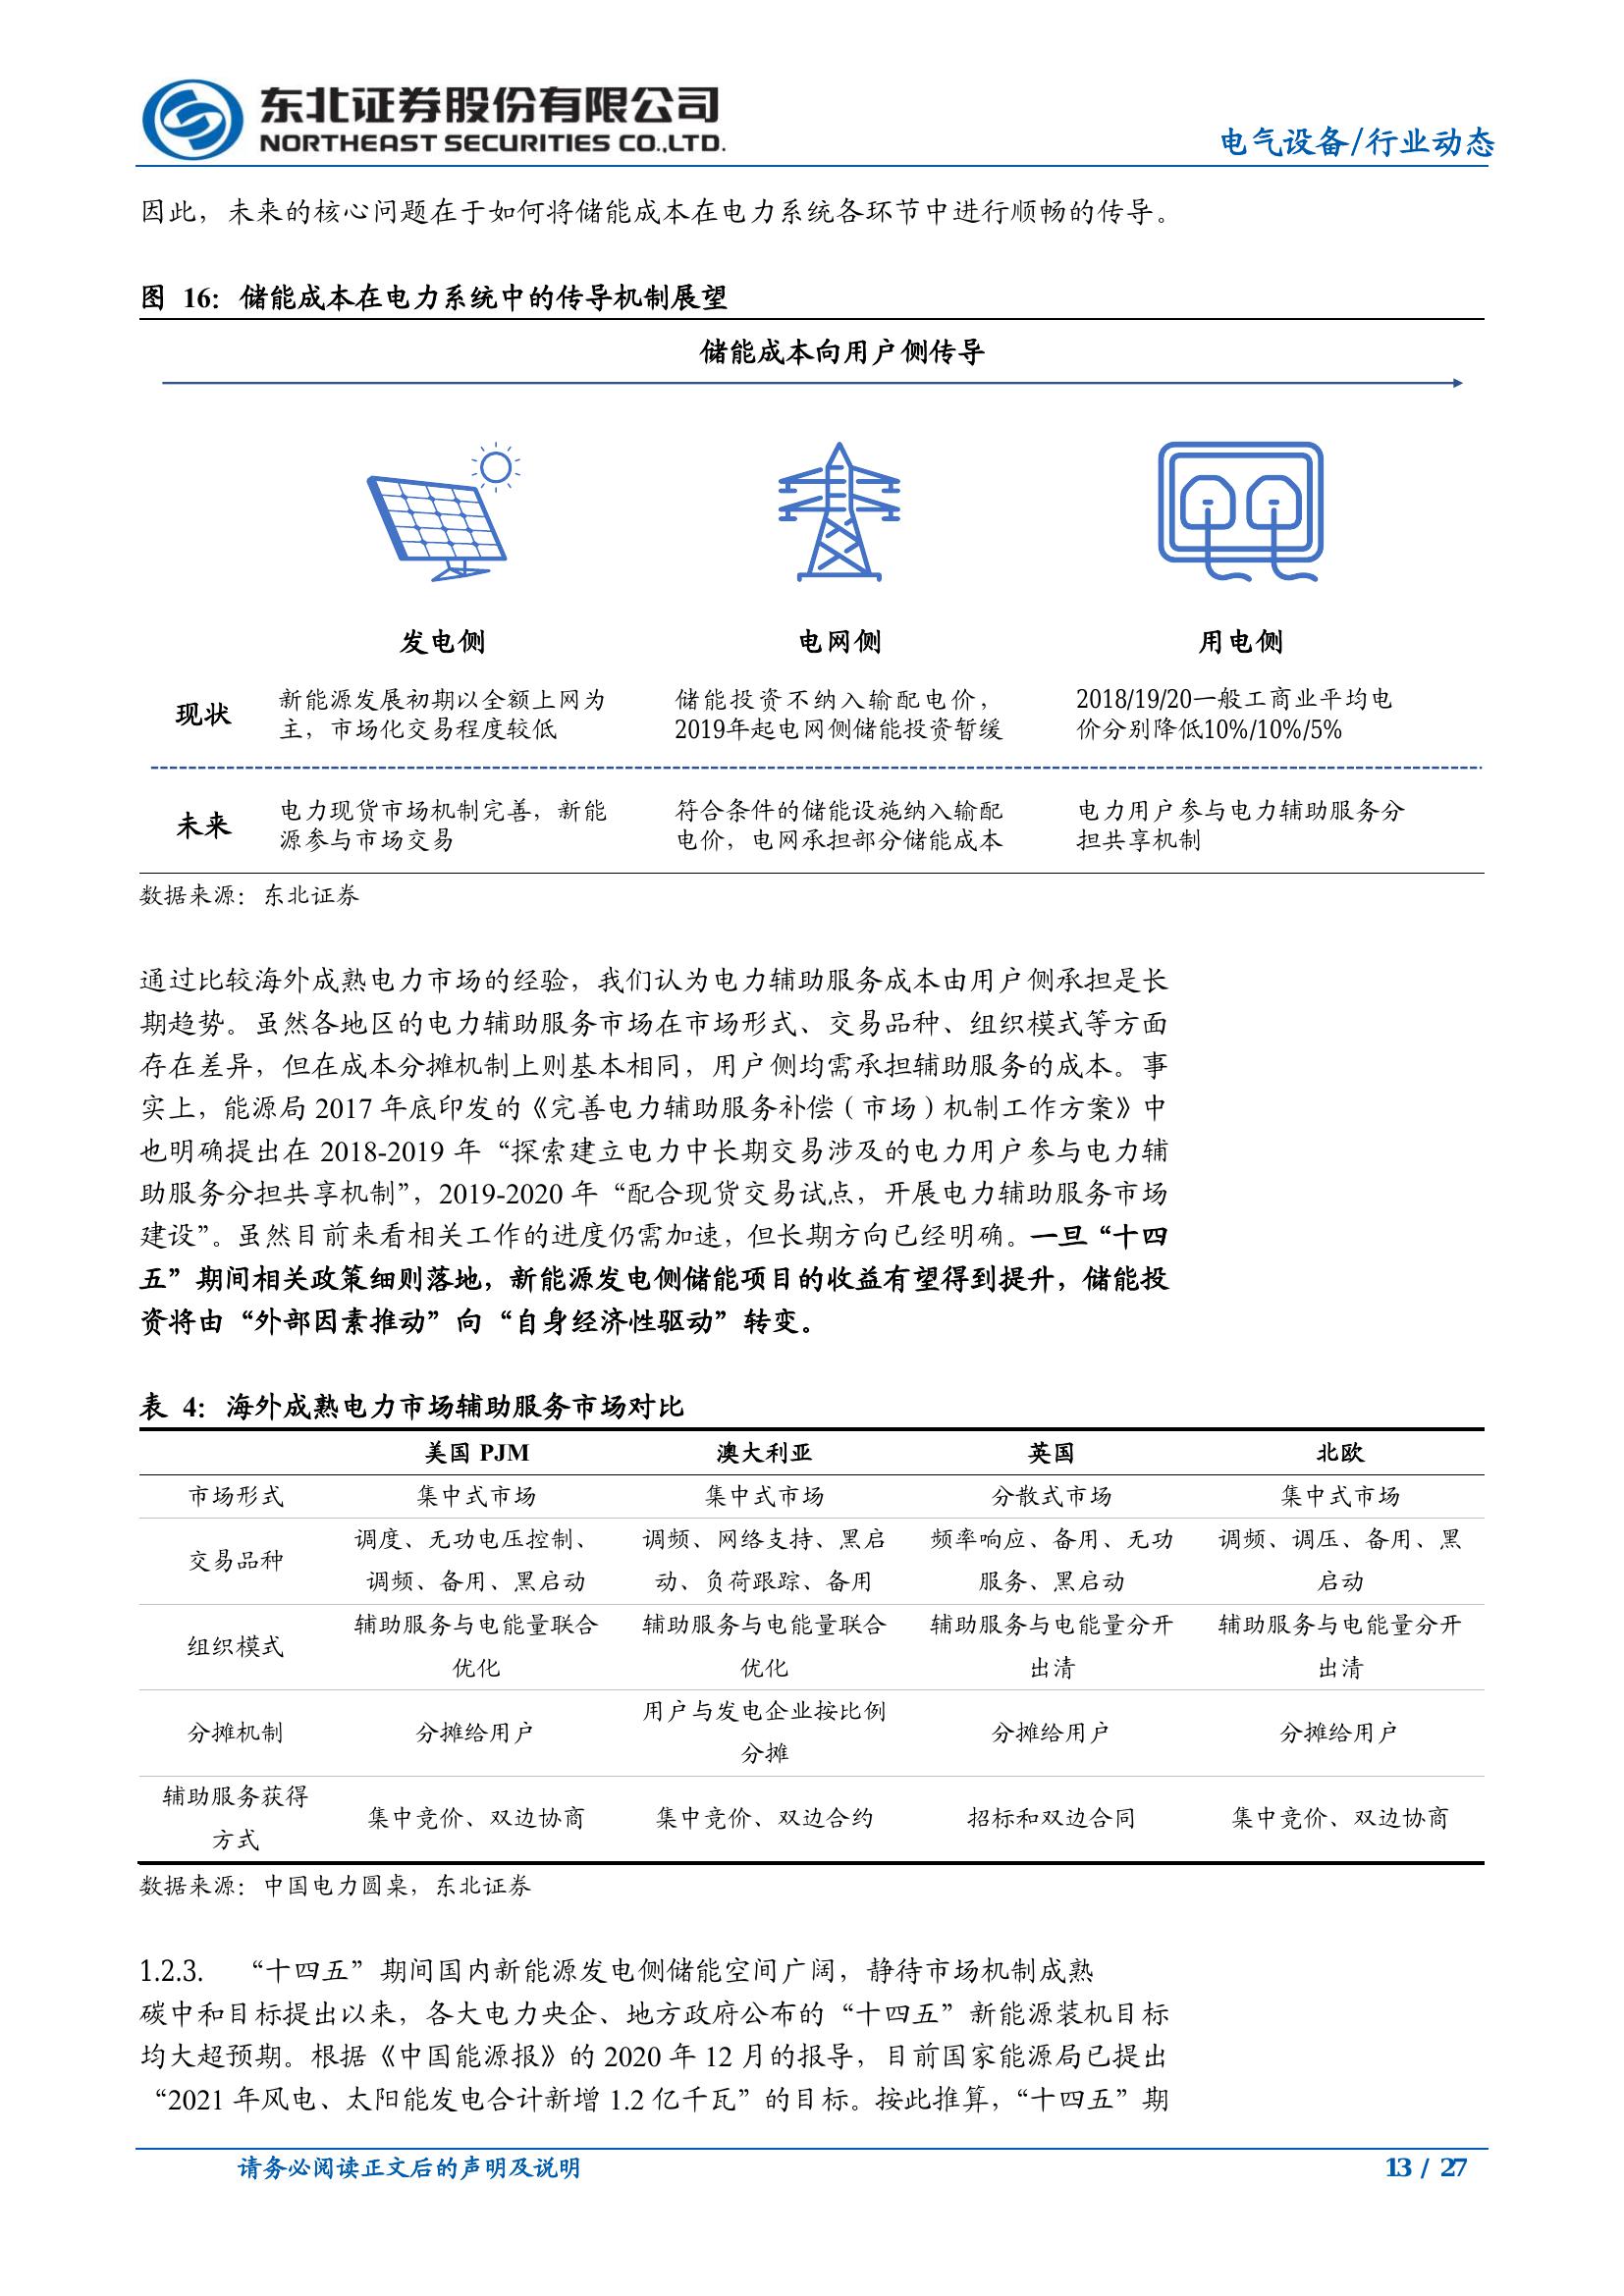 东北证券股份有限公司
NORTHEAST SECURITIES CO.,LTD.
电气设备/行业动态
因此，未来的核心问题在于如何将储能成本在电力系统各环节中进行顺畅的传导。
图 16：储能成本在电力系统中的传导机制展望
储能成本向用户侧传导
发电侧 电网侧 用电侧
现状
新能源发展初期以全额上网为
主，市场化交易程度较低
储能投资不纳入输配电价，
2019年起电网侧储能投资暂缓
2018/19/20一般工商业平均电
价分别降低10%/10%/5%
未来
电力现货市场机制完善，新能
源参与市场交易
符合条件的储能设施纳入输配
电价，电网承担部分储能成本
电力用户参与电力辅助服务分
担共享机制
数据来源：东北证券
通过比较海外成熟电力市场的经验，我们认为电力辅助服务成本由用户侧承担是长
期趋势。虽然各地区的电力辅助服务市场在市场形式、交易品种、组织模式等方面
存在差异，但在成本分摊机制上则基本相同，用户侧均需承担辅助服务的成本。事
实上，能源局 2017 年底印发的《完善电力辅助服务补偿（市场）机制工作方案》中
也明确提出在 2018-2019 年“探索建立电力中长期交易涉及的电力用户参与电力辅
助服务分担共享机制”，2019-2020 年“配合现货交易试点，开展电力辅助服务市场
建设”。虽然目前来看相关工作的进度仍需加速，但长期方向已经明确。一旦“十四
五”期间相关政策细则落地，新能源发电侧储能项目的收益有望得到提升，储能投
资将由“外部因素推动”向“自身经济性驱动”转变。
表 4：海外成熟电力市场辅助服务市场对比
美国 PJM 澳大利亚 英国 北欧
市场形式 集中式市场 集中式市场 分散式市场 集中式市场
交易品种
调度、无功电压控制、
调频、备用、黑启动
调频、网络支持、黑启
动、负荷跟踪、备用
频率响应、备用、无功
服务、黑启动
调频、调压、备用、黑
启动
组织模式
辅助服务与电能量联合
优化
辅助服务与电能量联合
优化
辅助服务与电能量分开
出清
辅助服务与电能量分开
出清
分摊机制
分摊给用户
用户与发电企业按比例
分摊
分摊给用户
分摊给用户
辅助服务获得
方式
集中竞价、双边协商
集中竞价、双边合约
招标和双边合同
集中竞价、双边协商
数据来源：中国电力圆桌，东北证券
1.2.3. “十四五”期间国内新能源发电侧储能空间广阔，静待市场机制成熟
碳中和目标提出以来，各大电力央企、地方政府公布的“十四五”新能源装机目标
均大超预期。根据《中国能源报》的 2020 年 12 月的报导，目前国家能源局已提出
“2021 年风电、太阳能发电合计新增 1.2 亿千瓦”的目标。按此推算，“十四五”期
请务必阅读正文后的声明及说明
13 / 27